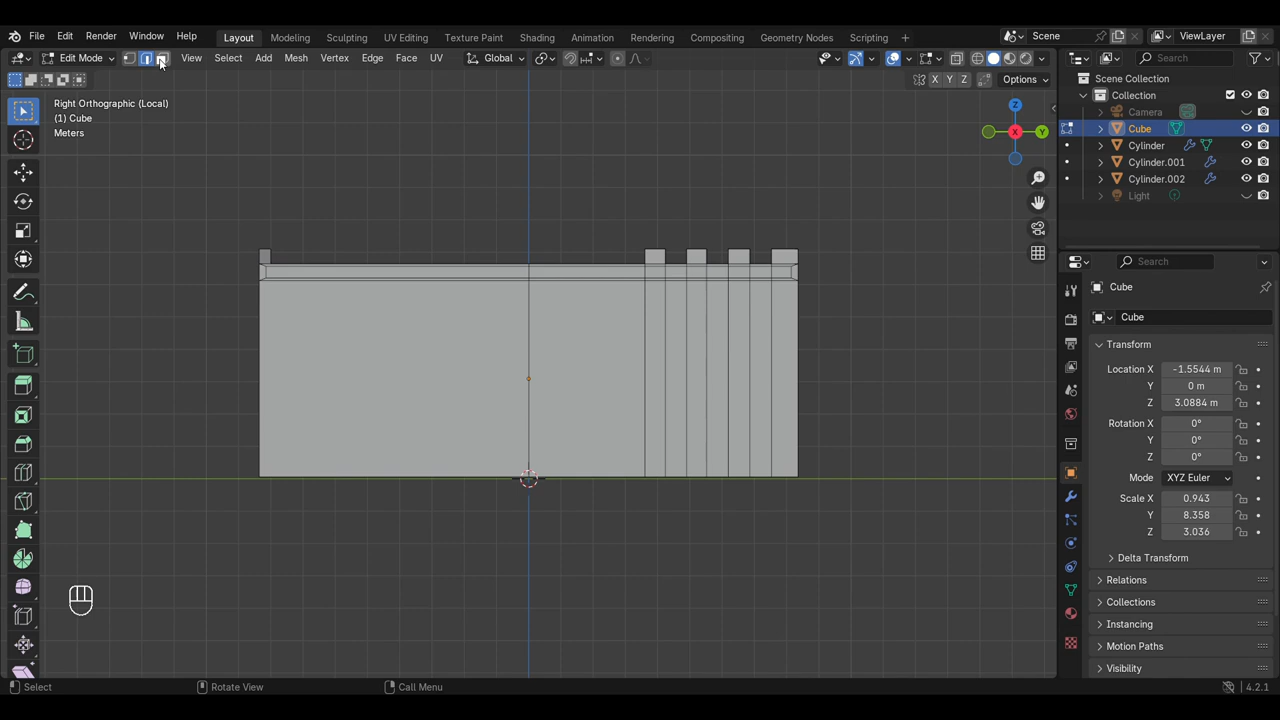 File Edit Render Window Help Layout Modeling Sculpting UV Editing Texture Paint Shading Animation Rendering Compositing Geometry Nodes Scripting + Scene ViewLayer
Edit Mode View Select Add Mesh Vertex Edge Face UV Global Search
X Y Z Options
Right Orthographic (Local)
(1) Cube
Meters
Z
X
Y
Scene Collection
Collection
Camera
Cube
Cylinder
Cylinder.001
Cylinder.002
Light
Search
Cube
Cube
Transform
Location X -1.5544 m
Y 0 m
Z 3.0884 m
Rotation X 0°
Y 0°
Z 0°
Mode XYZ Euler
Scale X 0.943
Y 8.358
Z 3.036
Delta Transform
Relations
Collections
Instancing
Motion Paths
Visibility
Select Rotate View Call Menu 4.2.1